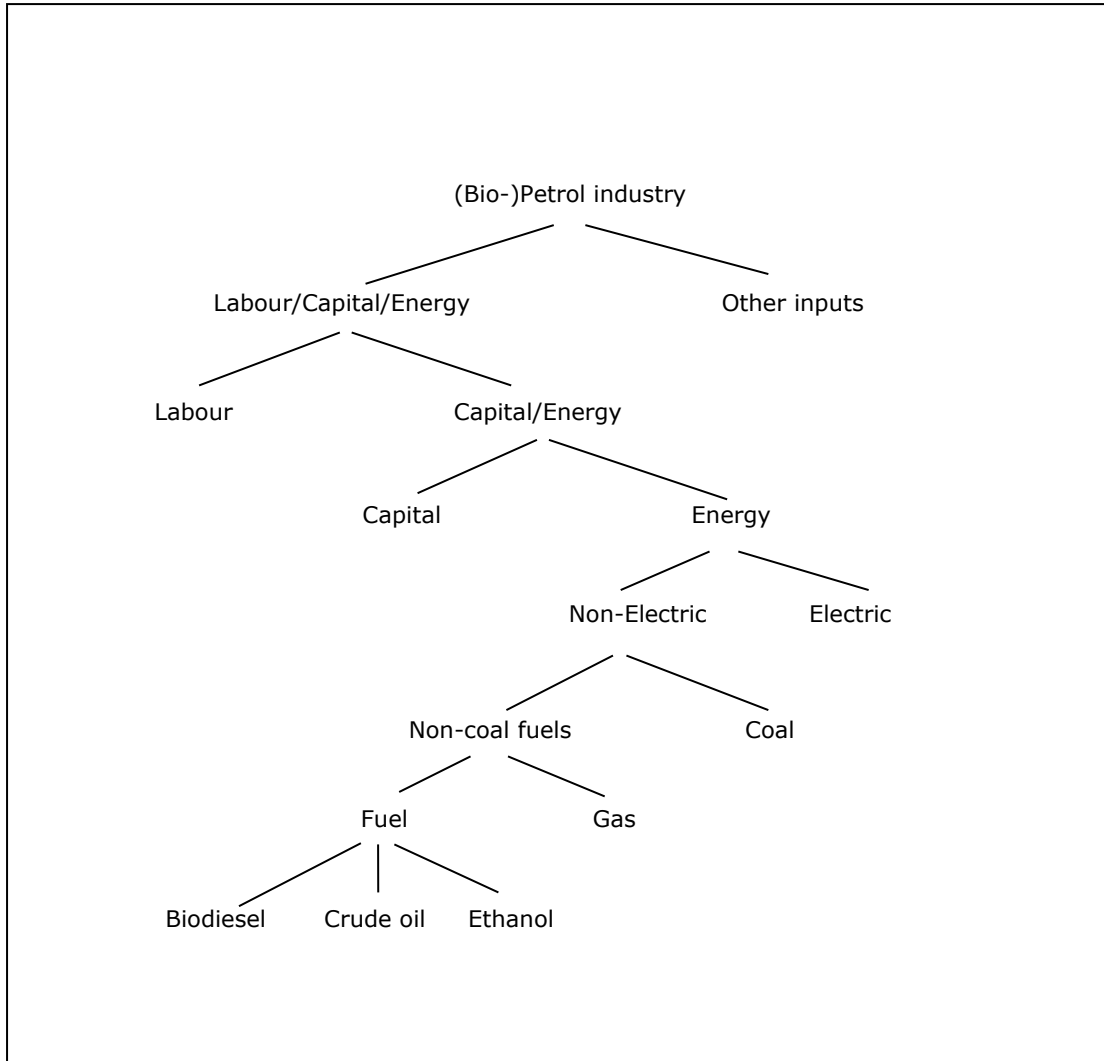 (Bio-)Petrol industry
Labour/Capital/Energy Other inputs
Labour Capital/Energy
Capital Energy
Non-Electric Electric
Non-coal fuels Coal
Fuel Gas
Biodiesel Crude oil Ethanol